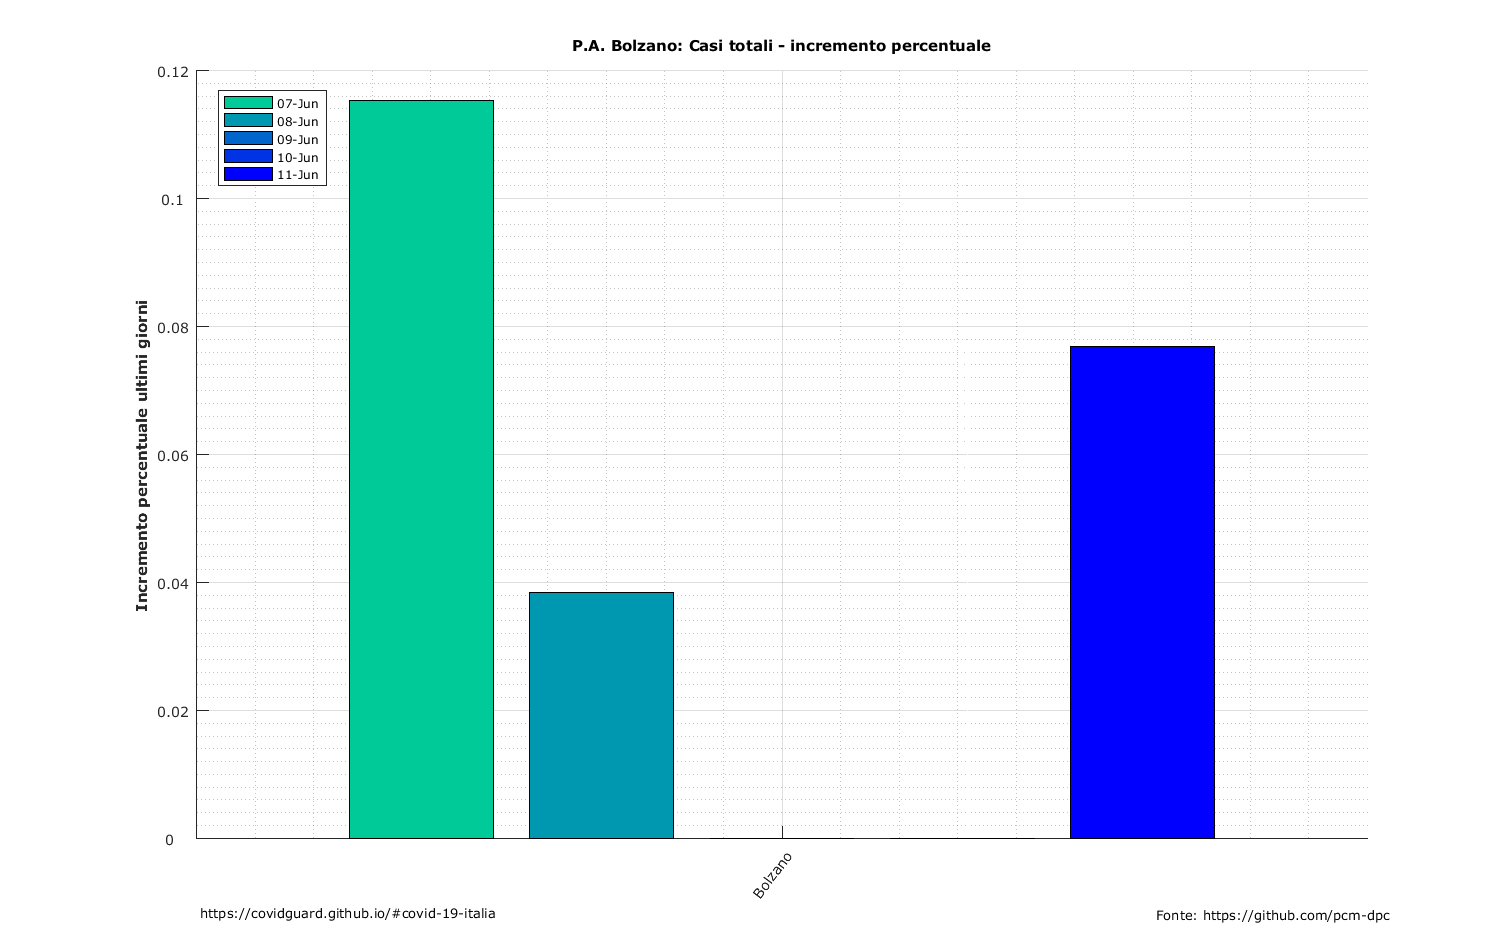 P.A. Bolzano: Casi totali - incremento percentuale
0.12
0.1
0.08
0.06
0.04
0.02
0
Incremento percentuale ultimi giorni
07-Jun
08-Jun
09-Jun
10-Jun
11-Jun
Bolzano
https://covidguard.github.io/#covid-19-italia
Fonte: https://github.com/pcm-dpc